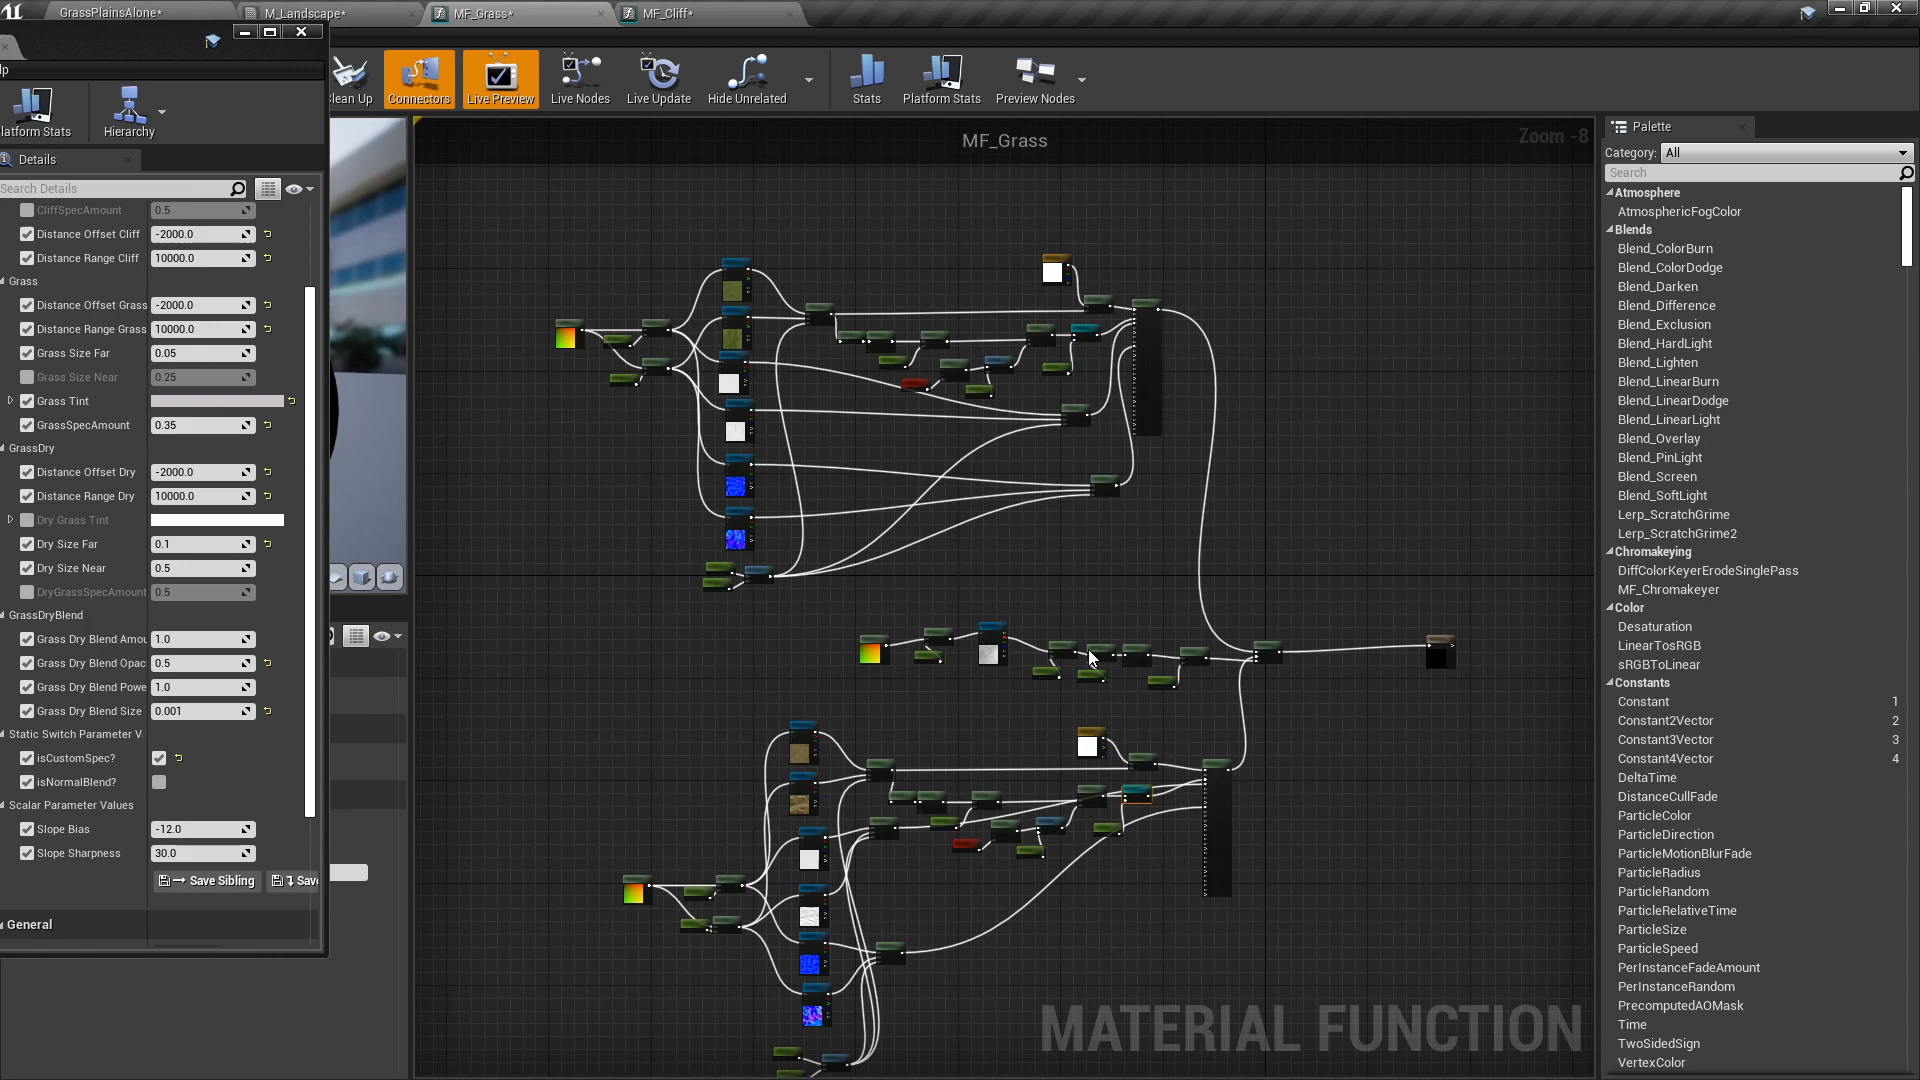 GrassPlainsAlone*
M_Landscape*
MF_Grass*
MF_Cliff*
lp
Clean Up
Connectors
Live Preview
Live Nodes
Live Update
Hide Unrelated
Stats
Platform Stats
Preview Nodes
latform Stats
Hierarchy
Details
Search Details
CliffSpecAmount 0.5
Distance Offset Cliff -2000.0
Distance Range Cliff 10000.0
Grass
Distance Offset Grass -2000.0
Distance Range Grass 10000.0
Grass Size Far 0.05
Grass Size Near 0.25
Grass Tint
GrassSpecAmount 0.35
GrassDry
Distance Offset Dry -2000.0
Distance Range Dry 10000.0
Dry Grass Tint
Dry Size Far 0.1
Dry Size Near 0.5
DryGrassSpecAmount 0.5
GrassDryBlend
Grass Dry Blend Amou 1.0
Grass Dry Blend Opac 0.5
Grass Dry Blend Powe 1.0
Grass Dry Blend Size 0.001
Static Switch Parameter V
isCustomSpec?
isNormalBlend?
Scalar Parameter Values
Slope Bias -12.0
Slope Sharpness 30.0
Save Sibling
Save
General
MF_Grass
Zoom -8
MATERIAL FUNCTION
Palette
Category: All
Search
Atmosphere
AtmosphericFogColor
Blends
Blend_ColorBurn
Blend_ColorDodge
Blend_Darken
Blend_Difference
Blend_Exclusion
Blend_HardLight
Blend_Lighten
Blend_LinearBurn
Blend_LinearDodge
Blend_LinearLight
Blend_Overlay
Blend_PinLight
Blend_Screen
Blend_SoftLight
Lerp_ScratchGrime
Lerp_ScratchGrime2
Chromakeying
DiffColorKeyerErodeSinglePass
MF_Chromakeyer
Color
Desaturation
LinearTosRGB
sRGBToLinear
Constants
Constant 1
Constant2Vector 2
Constant3Vector 3
Constant4Vector 4
DeltaTime
DistanceCullFade
ParticleColor
ParticleDirection
ParticleMotionBlurFade
ParticleRadius
ParticleRandom
ParticleRelativeTime
ParticleSize
ParticleSpeed
PerInstanceFadeAmount
PerInstanceRandom
PrecomputedAOMask
Time
TwoSidedSign
VertexColor